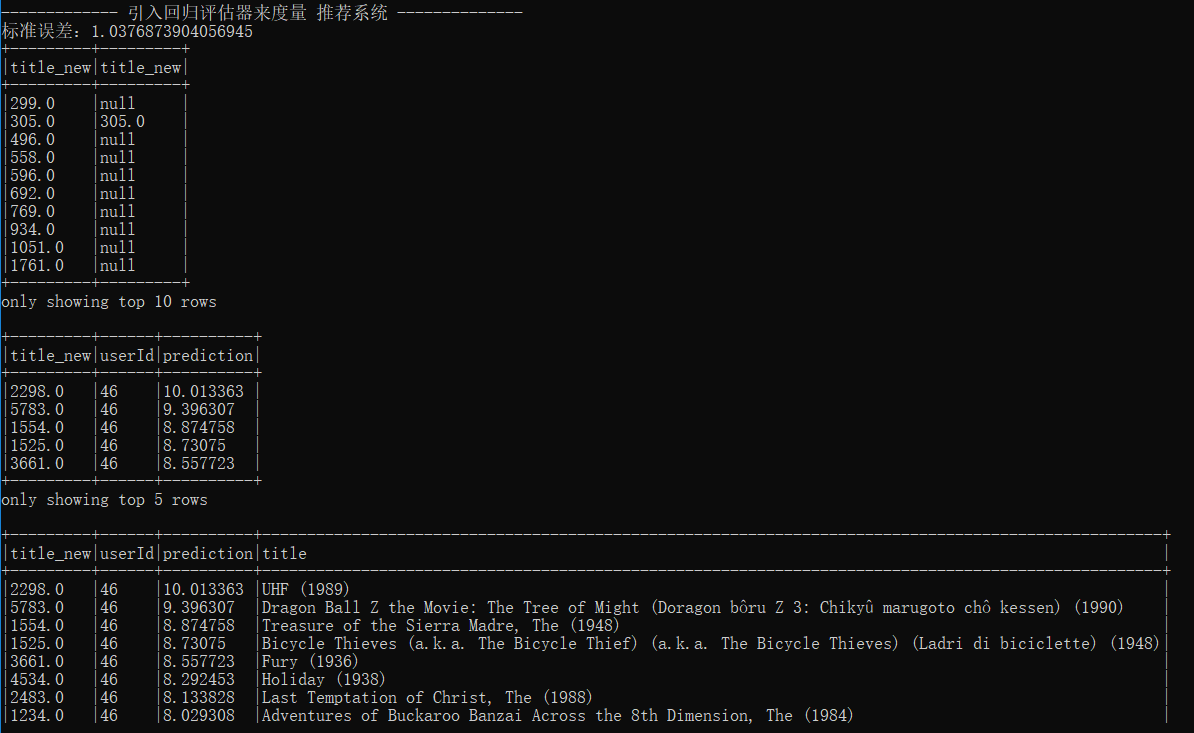 ------------- 引入回归评估器来度量 推荐系统 --------------
标准误差：1.0376873904056945
+---------+---------+
|title_new|title_new|
+---------+---------+
|299.0    |null     |
|305.0    |305.0    |
|496.0    |null     |
|558.0    |null     |
|596.0    |null     |
|692.0    |null     |
|769.0    |null     |
|934.0    |null     |
|1051.0   |null     |
|1761.0   |null     |
+---------+---------+
only showing top 10 rows

+---------+------+----------+
|title_new|userId|prediction|
+---------+------+----------+
|2298.0   |46    |10.013363 |
|5783.0   |46    |9.396307  |
|1554.0   |46    |8.874758  |
|1525.0   |46    |8.73075   |
|3661.0   |46    |8.557723  |
+---------+------+----------+
only showing top 5 rows

+---------+------+----------+----------------------------------------------------------------------------------------------------+
|title_new|userId|prediction|title                                                                                               |
+---------+------+----------+----------------------------------------------------------------------------------------------------+
|2298.0   |46    |10.013363 |UHF (1989)                                                                                          |
|5783.0   |46    |9.396307  |Dragon Ball Z the Movie: The Tree of Might (Doragon bôru Z 3: Chikyû marugoto chô kessen) (1990)    |
|1554.0   |46    |8.874758  |Treasure of the Sierra Madre, The (1948)                                                            |
|1525.0   |46    |8.73075   |Bicycle Thieves (a.k.a. The Bicycle Thief) (a.k.a. The Bicycle Thieves) (Ladri di biciclette) (1948)|
|3661.0   |46    |8.557723  |Fury (1936)                                                                                         |
|4534.0   |46    |8.292453  |Holiday (1938)                                                                                      |
|2483.0   |46    |8.133828  |Last Temptation of Christ, The (1988)                                                               |
|1234.0   |46    |8.029308  |Adventures of Buckaroo Banzai Across the 8th Dimension, The (1984)                                  |